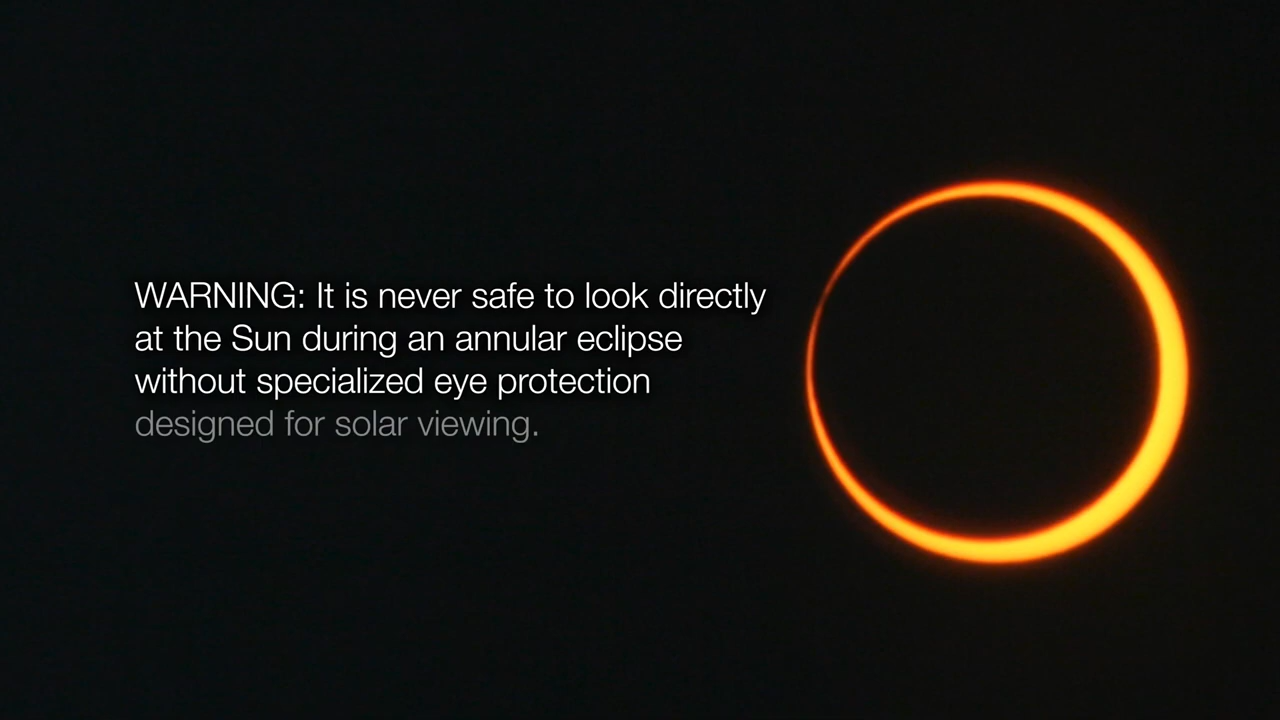 WARNING: It is never safe to look directly
at the Sun during an annular eclipse
without specialized eye protection
designed for solar viewing.